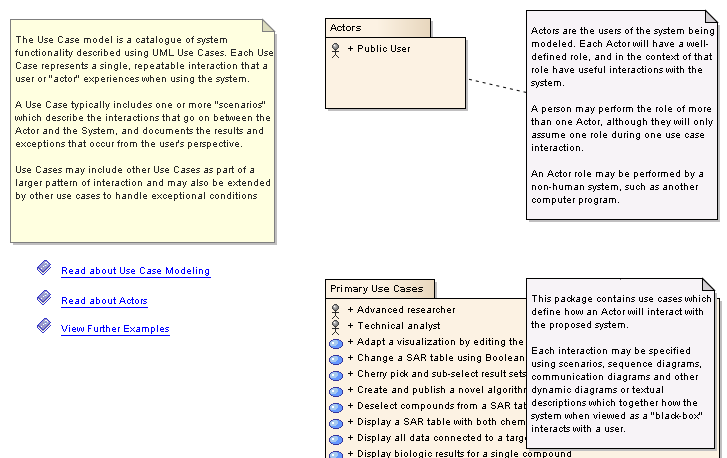 The Use Case model is a catalogue of system
functionality described using UML Use Cases. Each Use
Case represents a single, repeatable interaction that a
user or "actor" experiences when using the system.
A Use Case typically includes one or more "scenarios"
which describe the interactions that go on between the
Actor and the System, and documents the results and
exceptions that occur from the user's perspective.
Use Cases may include other Use Cases as part of a
larger pattern of interaction and may also be extended
by other use cases to handle exceptional conditions
Read about Use Case Modeling
Read about Actors
View Further Examples
Actors
+ Public User
Actors are the users of the system being
modeled. Each Actor will have a well-
defined role, and in the context of that
role have useful interactions with the
system.
A person may perform the role of more
than one Actor, although they will only
assume one role during one use case
interaction.
An Actor role may be performed by a
non-human system, such as another
computer program.
Primary Use Cases
+ Advanced researcher
+ Technical analyst
+ Adapt a visualization by editing the
+ Change a SAR table using Boolean
+ Cherry pick and sub-select result sets
+ Create and publish a novel algorithm
+ Deselect compounds from a SAR tab
+ Display a SAR table with both chem
+ Display all data connected to a targe
+ Display biologic results for a single compound
This package contains use cases which
define how an Actor will interact with
the proposed system.
Each interaction may be specified
using scenarios, sequence diagrams,
communication diagrams and other
dynamic diagrams or textual
descriptions which together how the
system when viewed as a "black-box"
interacts with a user.